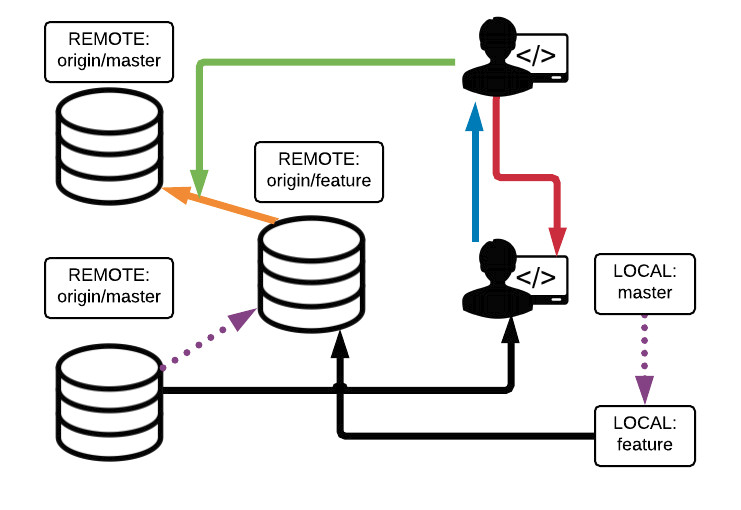 REMOTE:
origin/master
</>
REMOTE:
origin/feature
REMOTE:
origin/master
</>
LOCAL:
master
LOCAL:
feature